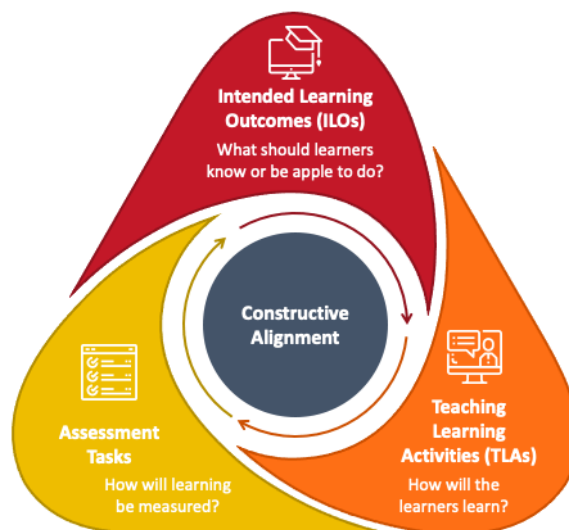 Intended Learning
Outcomes (ILOs)
What should learners
know or be apple to do?
Constructive
Alignment
Teaching
Learning
Activities (TLAs)
How will the
learners learn?
Assessment
Tasks
How will learning
be measured?